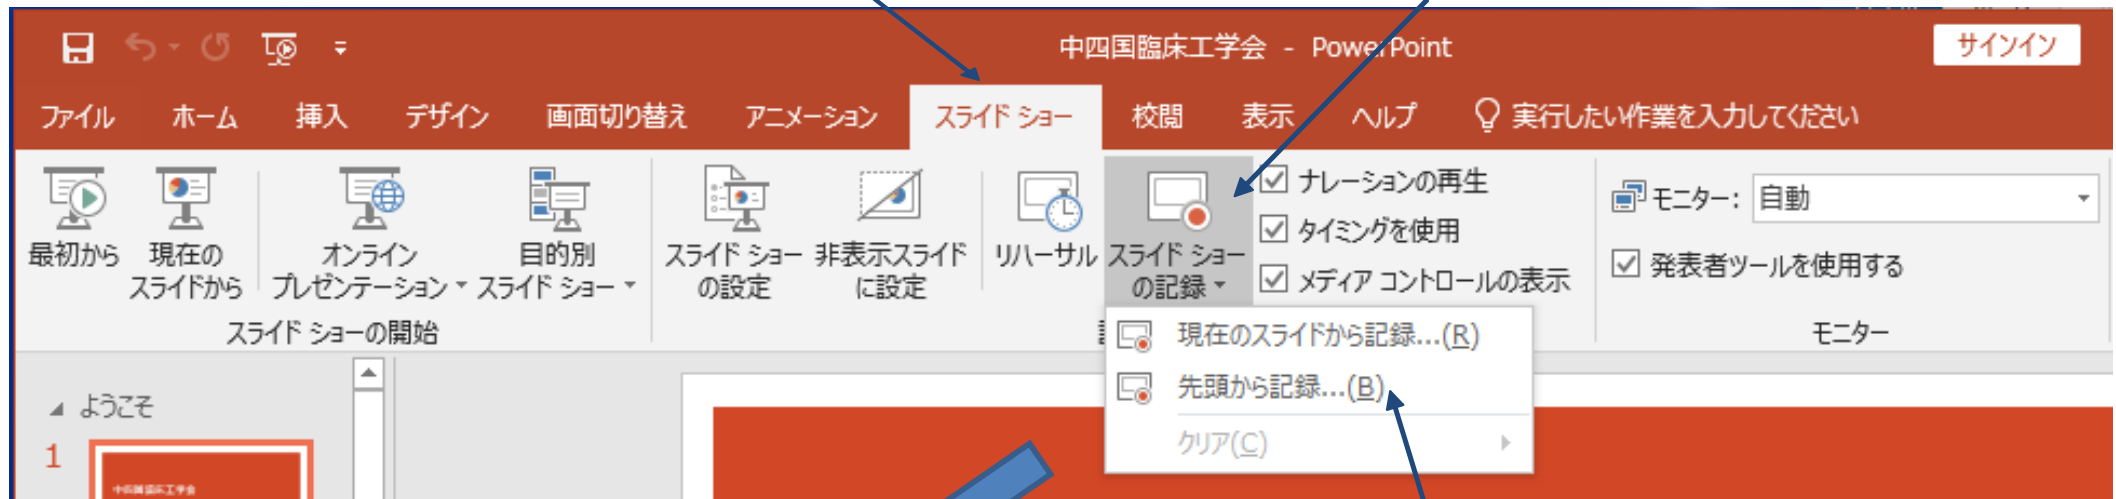 中四国臨床工学会 - PowerPoint
サインイン
ファイル ホーム 挿入 デザイン 画面切り替え アニメーション スライド ショー 校閲 表示 ヘルプ 実行したい作業を入力してください
最初から
現在の
スライドから
オンライン
プレゼンテーション
目的別
スライド ショー
スライド ショー
の設定
非表示スライド
に設定
リハーサル
スライド ショー
の記録
ナレーションの再生
タイミングを使用
メディア コントロールの表示
モニター: 自動
発表者ツールを使用する
スライド ショーの開始
モニター
現在のスライドから記録...(R)
先頭から記録...(B)
クリア(C)
ようこそ
1
中四国臨床工学会